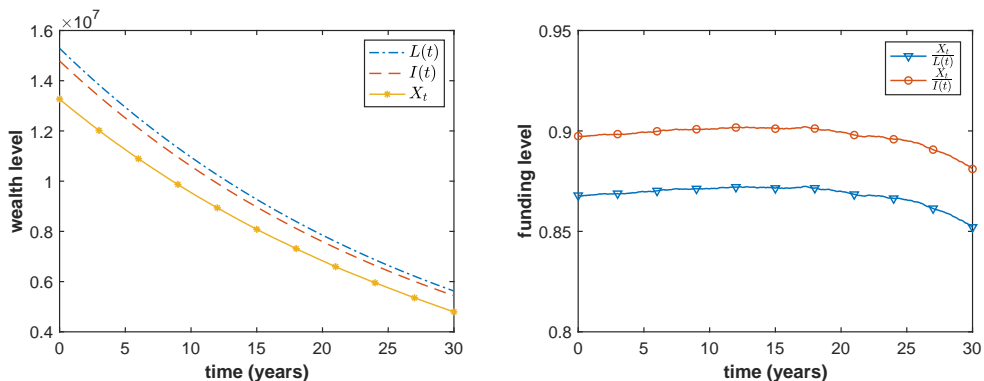 ×10⁷
1.6
1.4
1.2
1
0.8
0.6
0.4
0
5
10
15
20
25
30
wealth level
time (years)
L(t)
I(t)
X_t
0.95
0.9
0.85
0.8
0
5
10
15
20
25
30
funding level
time (years)
X_t/L(t)
X_t/I(t)